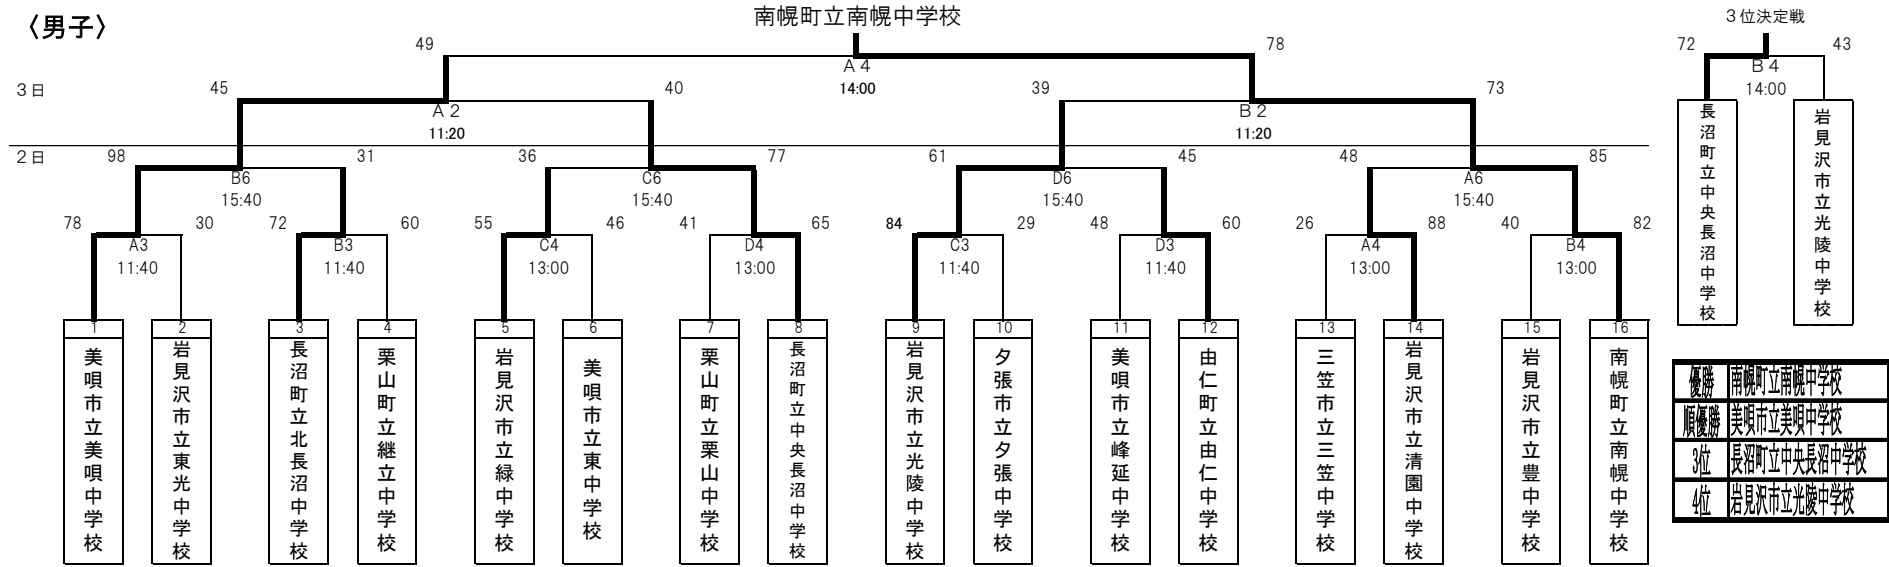 〈男子〉
南幌町立南幌中学校
３位決定戦
49
78
72
43
Ａ４
Ｂ４
３日
45
40
14:00
39
73
14:00
Ａ２
Ｂ２
11:20
11:20
２日
98
31
36
77
61
45
48
85
B6
C6
D6
A6
15:40
15:40
15:40
15:40
78
30
72
60
55
46
41
65
84
29
48
60
26
88
40
82
A3
B3
C4
D4
C3
D3
A4
B4
11:40
11:40
13:00
13:00
11:40
11:40
13:00
13:00
1
2
3
4
5
6
7
8
9
10
11
12
13
14
15
16
美唄市立美唄中学校
岩見沢市立東光中学校
長沼町立北長沼中学校
栗山町立継立中学校
岩見沢市立緑中学校
美唄市立東中学校
栗山町立栗山中学校
長沼町立中央長沼中学校
岩見沢市立光陵中学校
夕張市立夕張中学校
美唄市立峰延中学校
由仁町立由仁中学校
三笠市立三笠中学校
岩見沢市立清園中学校
岩見沢市立豊中学校
南幌町立南幌中学校
長沼町立中央長沼中学校
岩見沢市立光陵中学校
優勝 南幌町立南幌中学校
順優勝 美唄市立美唄中学校
3位 長沼町立中央長沼中学校
4位 岩見沢市立光陵中学校